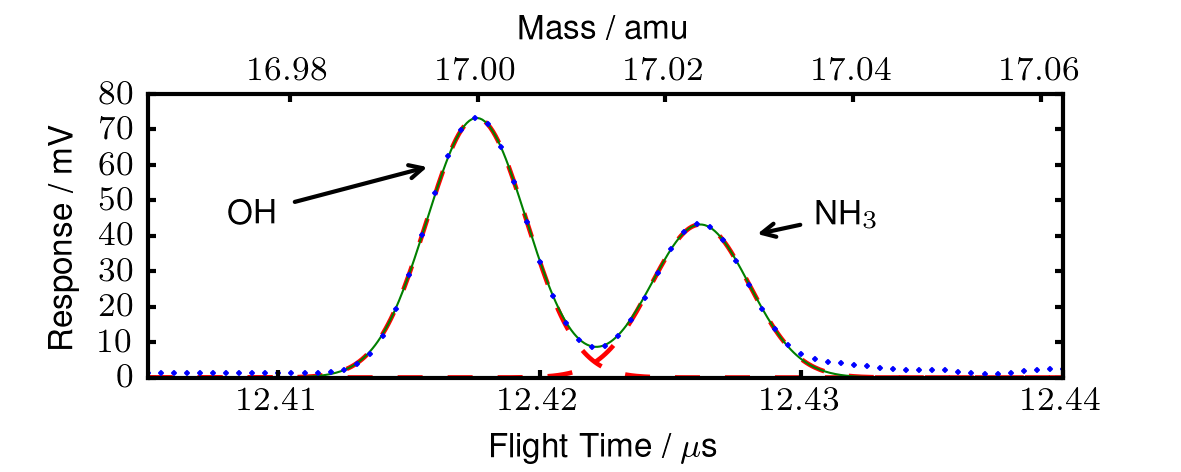 Mass / amu
16.98 17.00 17.02 17.04 17.06
80
70
60
50
40
30
20
10
0
Response / mV
OH
NH₃
12.41 12.42 12.43 12.44
Flight Time / μs